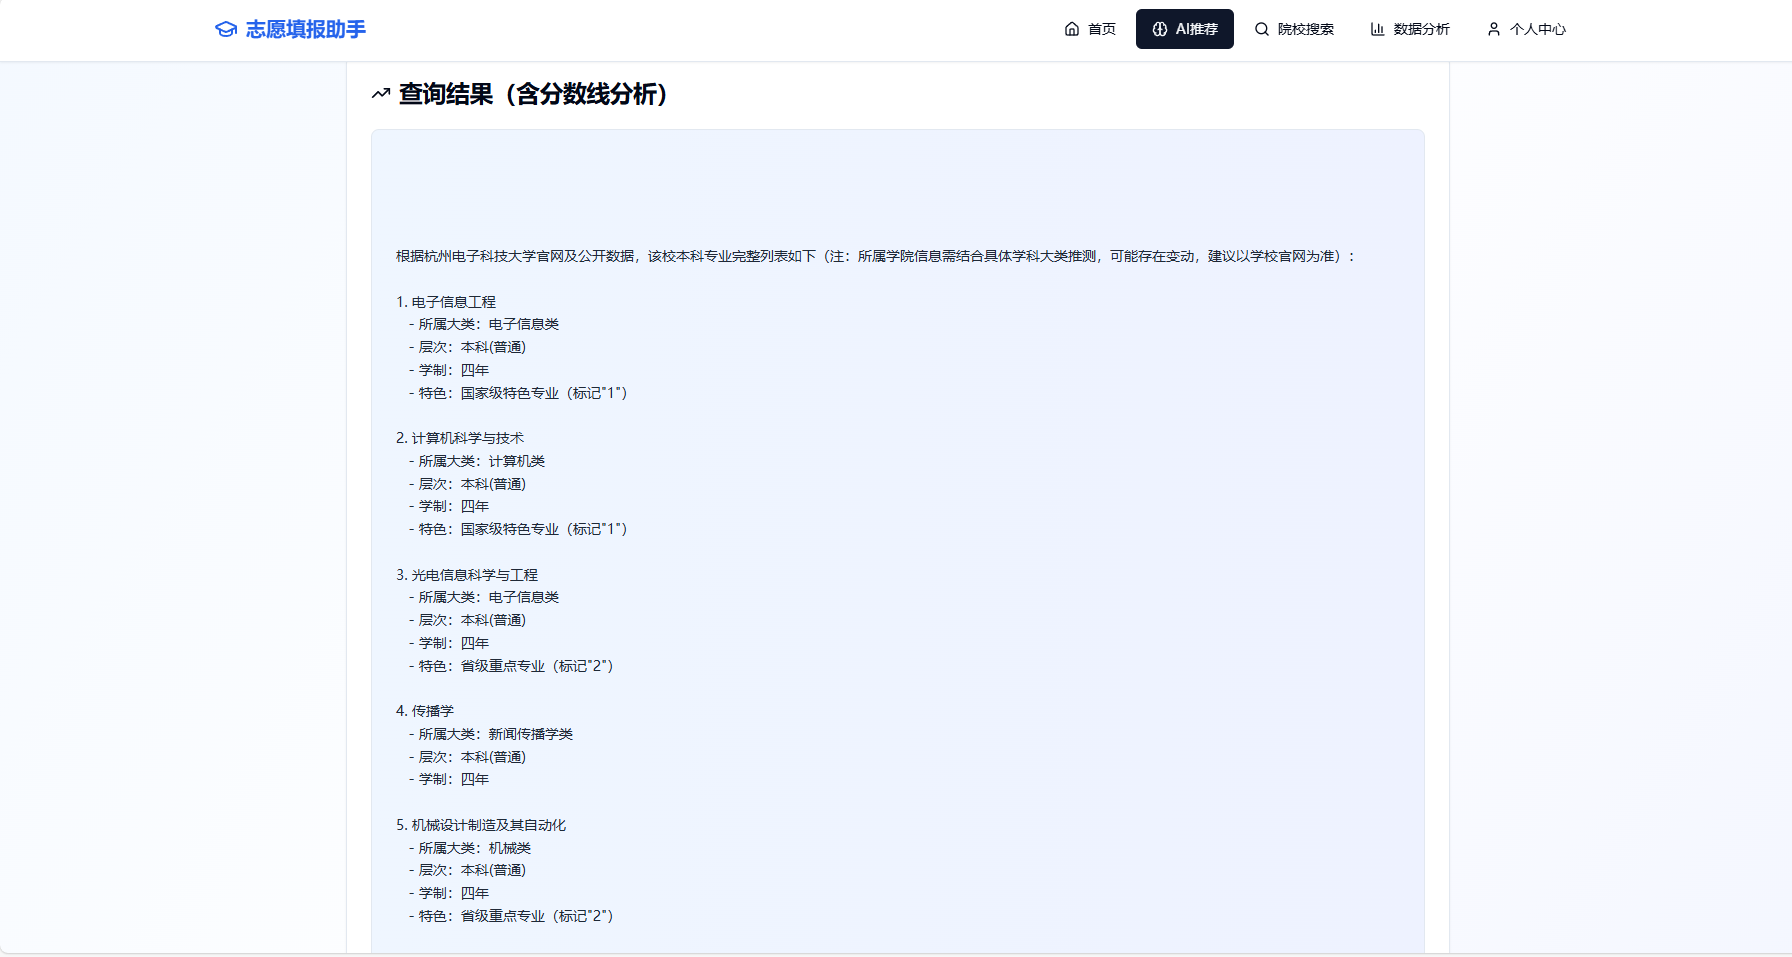 志愿填报助手
首页
AI推荐
院校搜索
数据分析
个人中心
查询结果（含分数线分析）
根据杭州电子科技大学官网及公开数据，该校本科专业完整列表如下（注：所属学院信息需结合具体学科大类推测，可能存在变动，建议以学校官网为准）：
1. 电子信息工程
- 所属大类：电子信息类
- 层次：本科(普通)
- 学制：四年
- 特色：国家级特色专业（标记"1"）
2. 计算机科学与技术
- 所属大类：计算机类
- 层次：本科(普通)
- 学制：四年
- 特色：国家级特色专业（标记"1"）
3. 光电信息科学与工程
- 所属大类：电子信息类
- 层次：本科(普通)
- 学制：四年
- 特色：省级重点专业（标记"2"）
4. 传播学
- 所属大类：新闻传播学类
- 层次：本科(普通)
- 学制：四年
5. 机械设计制造及其自动化
- 所属大类：机械类
- 层次：本科(普通)
- 学制：四年
- 特色：省级重点专业（标记"2"）